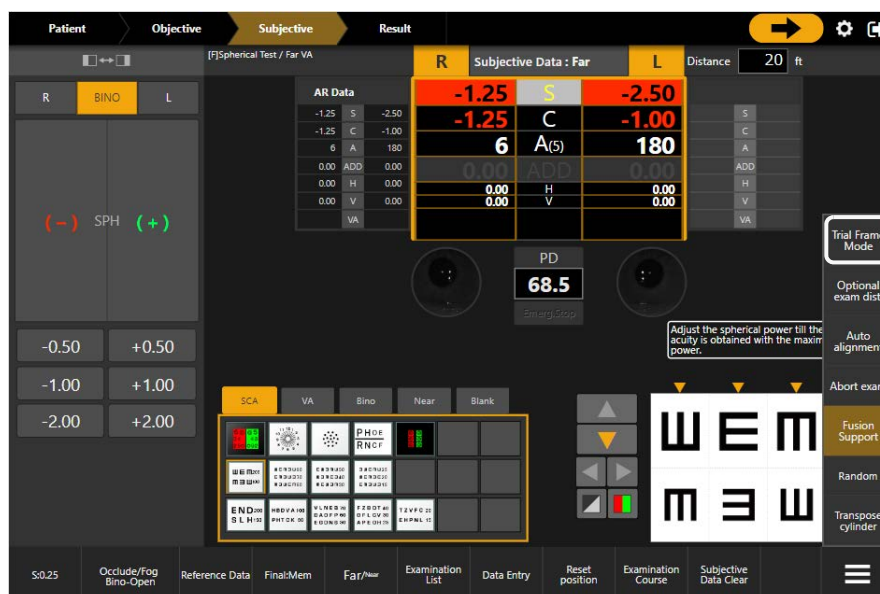 Patient
Objective
Subjective
Result
[F]Spherical Test / Far VA
R
Subjective Data : Far
L
Distance
20
ft
R
BINO
L
AR Data
-1.25 S -2.50
-1.25 C -1.00
6 A 180
0.00 ADD 0.00
0.00 H 0.00
0.00 V 0.00
VA
-1.25 S -2.50
-1.25 C -1.00
6 A(5) 180
0.00 ADD 0.00
0.00 H 0.00
0.00 V 0.00
S
C
A
ADD
H
V
VA
(-) SPH (+)
PD
68.5
Emerg.Stop
-0.50 +0.50
-1.00 +1.00
-2.00 +2.00
Adjust the spherical power till the
acuity is obtained with the maxim
power.
Trial Frame
Mode
Optional
exam dist
Auto
alignment
Abort exam
Fusion
Support
Random
Transpose
cylinder
SCA
VA
Bino
Near
Blank
PHOE
RNCF
END
SLH
S:0.25
Occlude/Fog
Bino-Open
Reference Data
Final:Mem
Far/Near
Examination
List
Data Entry
Reset
position
Examination
Course
Subjective
Data Clear